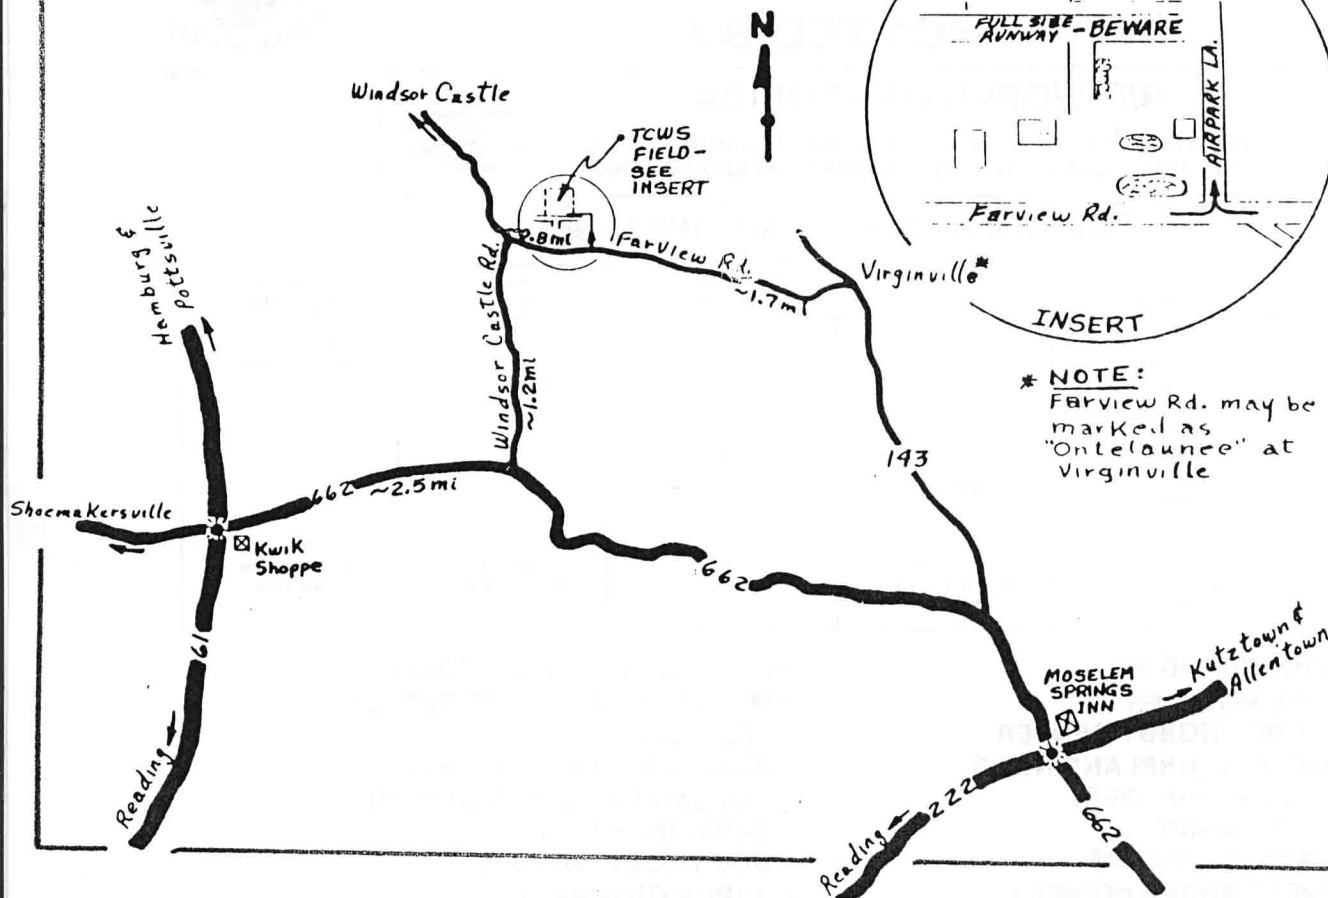 N
FULL SIZE
RUNWAY
- BEWARE
AIRPARK LA.
Farview Rd.
INSERT
Windsor Castle
TCWS
FIELD -
SEE
INSERT
Hamburg &
Pottsville
~.8mi
Farview Rd.
~1.7mi
Virginville*
Windsor Castle Rd.
~1.2mi
* NOTE:
Farview Rd. may be
marked as
"Ontelaunee" at
Virginville
143
Shoemakersville
662
~2.5mi
Kwik
Shoppe
662
61
Reading
MOSELEM
SPRINGS
INN
Kutztown &
Allentown
222
Reading
662